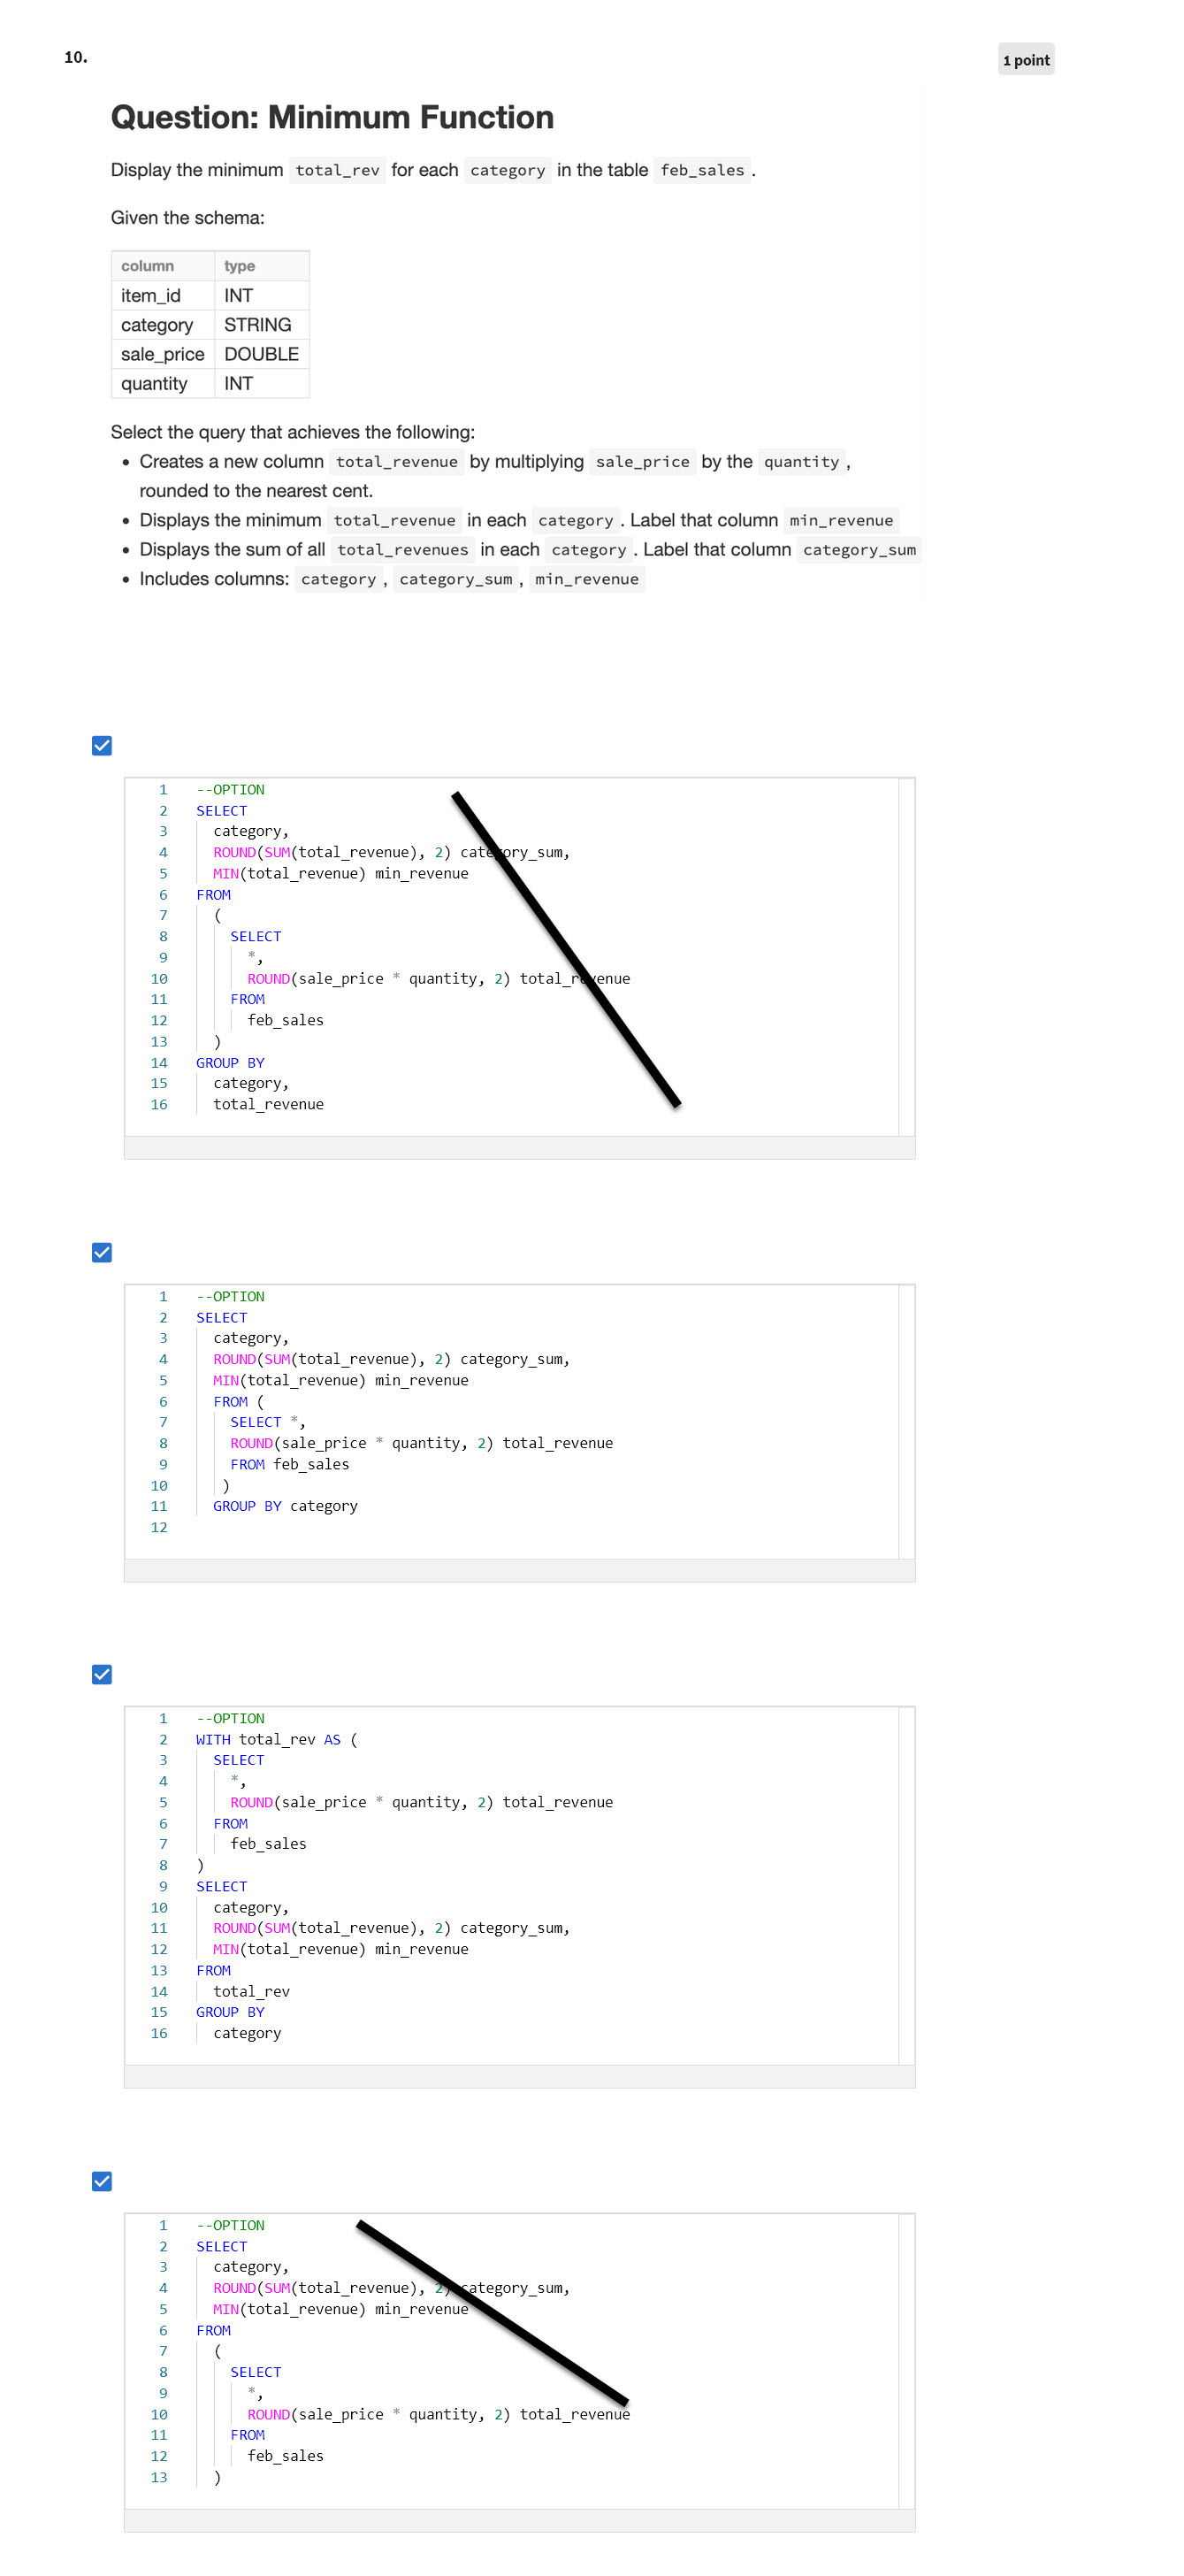 10.
1 point
Question: Minimum Function
Display the minimum total_rev for each category in the table feb_sales.
Given the schema:
column type
item_id INT
category STRING
sale_price DOUBLE
quantity INT
Select the query that achieves the following:
• Creates a new column total_revenue by multiplying sale_price by the quantity,
rounded to the nearest cent.
• Displays the minimum total_revenue in each category. Label that column min_revenue
• Displays the sum of all total_revenues in each category. Label that column category_sum
• Includes columns: category, category_sum, min_revenue
1 --OPTION
2 SELECT
3 category,
4 ROUND(SUM(total_revenue), 2) category_sum,
5 MIN(total_revenue) min_revenue
6 FROM
7 (
8 SELECT
9 *,
10 ROUND(sale_price * quantity, 2) total_revenue
11 FROM
12 feb_sales
13 )
14 GROUP BY
15 category,
16 total_revenue
1 --OPTION
2 SELECT
3 category,
4 ROUND(SUM(total_revenue), 2) category_sum,
5 MIN(total_revenue) min_revenue
6 FROM (
7 SELECT *,
8 ROUND(sale_price * quantity, 2) total_revenue
9 FROM feb_sales
10 )
11 GROUP BY category
12
1 --OPTION
2 WITH total_rev AS (
3 SELECT
4 *,
5 ROUND(sale_price * quantity, 2) total_revenue
6 FROM
7 feb_sales
8 )
9 SELECT
10 category,
11 ROUND(SUM(total_revenue), 2) category_sum,
12 MIN(total_revenue) min_revenue
13 FROM
14 total_rev
15 GROUP BY
16 category
1 --OPTION
2 SELECT
3 category,
4 ROUND(SUM(total_revenue), 2) category_sum,
5 MIN(total_revenue) min_revenue
6 FROM
7 (
8 SELECT
9 *,
10 ROUND(sale_price * quantity, 2) total_revenue
11 FROM
12 feb_sales
13 )